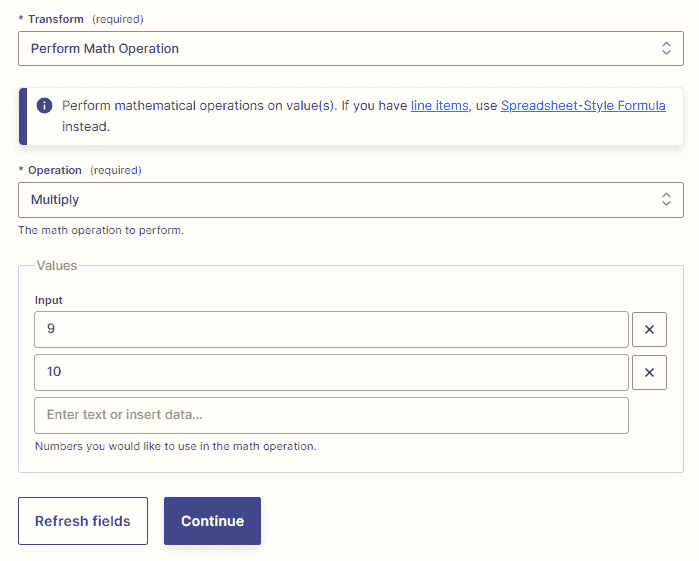 * Transform (required)
Perform Math Operation
Perform mathematical operations on value(s). If you have line items, use Spreadsheet-Style Formula
instead.
* Operation (required)
Multiply
The math operation to perform.
Values
Input
9
10
Enter text or insert data...
Numbers you would like to use in the math operation.
Refresh fields Continue